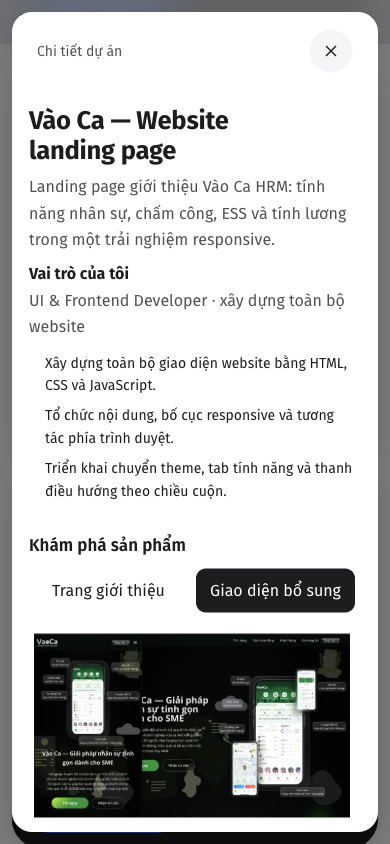 Chi tiết dự án
Vào Ca — Website
landing page
Landing page giới thiệu Vào Ca HRM: tính
năng nhân sự, chấm công, ESS và tính lương
trong một trải nghiệm responsive.
Vai trò của tôi
UI & Frontend Developer · xây dựng toàn bộ
website
Xây dựng toàn bộ giao diện website bằng HTML,
CSS và JavaScript.
Tổ chức nội dung, bố cục responsive và tương
tác phía trình duyệt.
Triển khai chuyển theme, tab tính năng và thanh
điều hướng theo chiều cuộn.
Khám phá sản phẩm
Trang giới thiệu
Giao diện bổ sung
VaoCa
VaoCa
Ca — Giải pháp
n sự tinh gọn
n cho SME
Vào Ca — Giải pháp nhân sự tinh
gọn dành cho SME